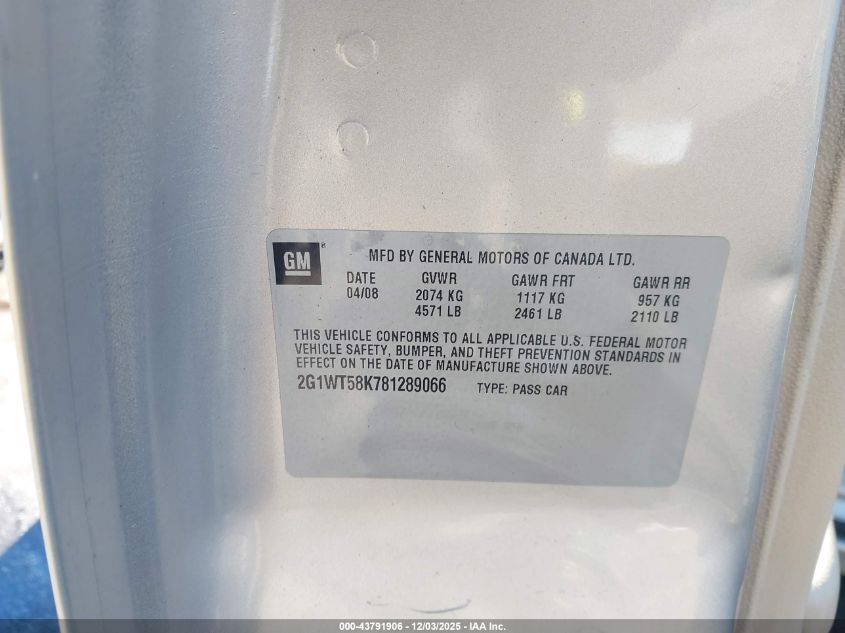 GM
MFD BY GENERAL MOTORS OF CANADA LTD.
DATE GVWR GAWR FRT GAWR RR
04/08 2074 KG 1117 KG 957 KG
4571 LB 2461 LB 2110 LB
THIS VEHICLE CONFORMS TO ALL APPLICABLE U.S. FEDERAL MOTOR
VEHICLE SAFETY, BUMPER, AND THEFT PREVENTION STANDARDS IN
EFFECT ON THE DATE OF MANUFACTURE SHOWN ABOVE.
2G1WT58K781289066 TYPE: PASS CAR
000-43791906 - 12/03/2025 - IAA Inc.